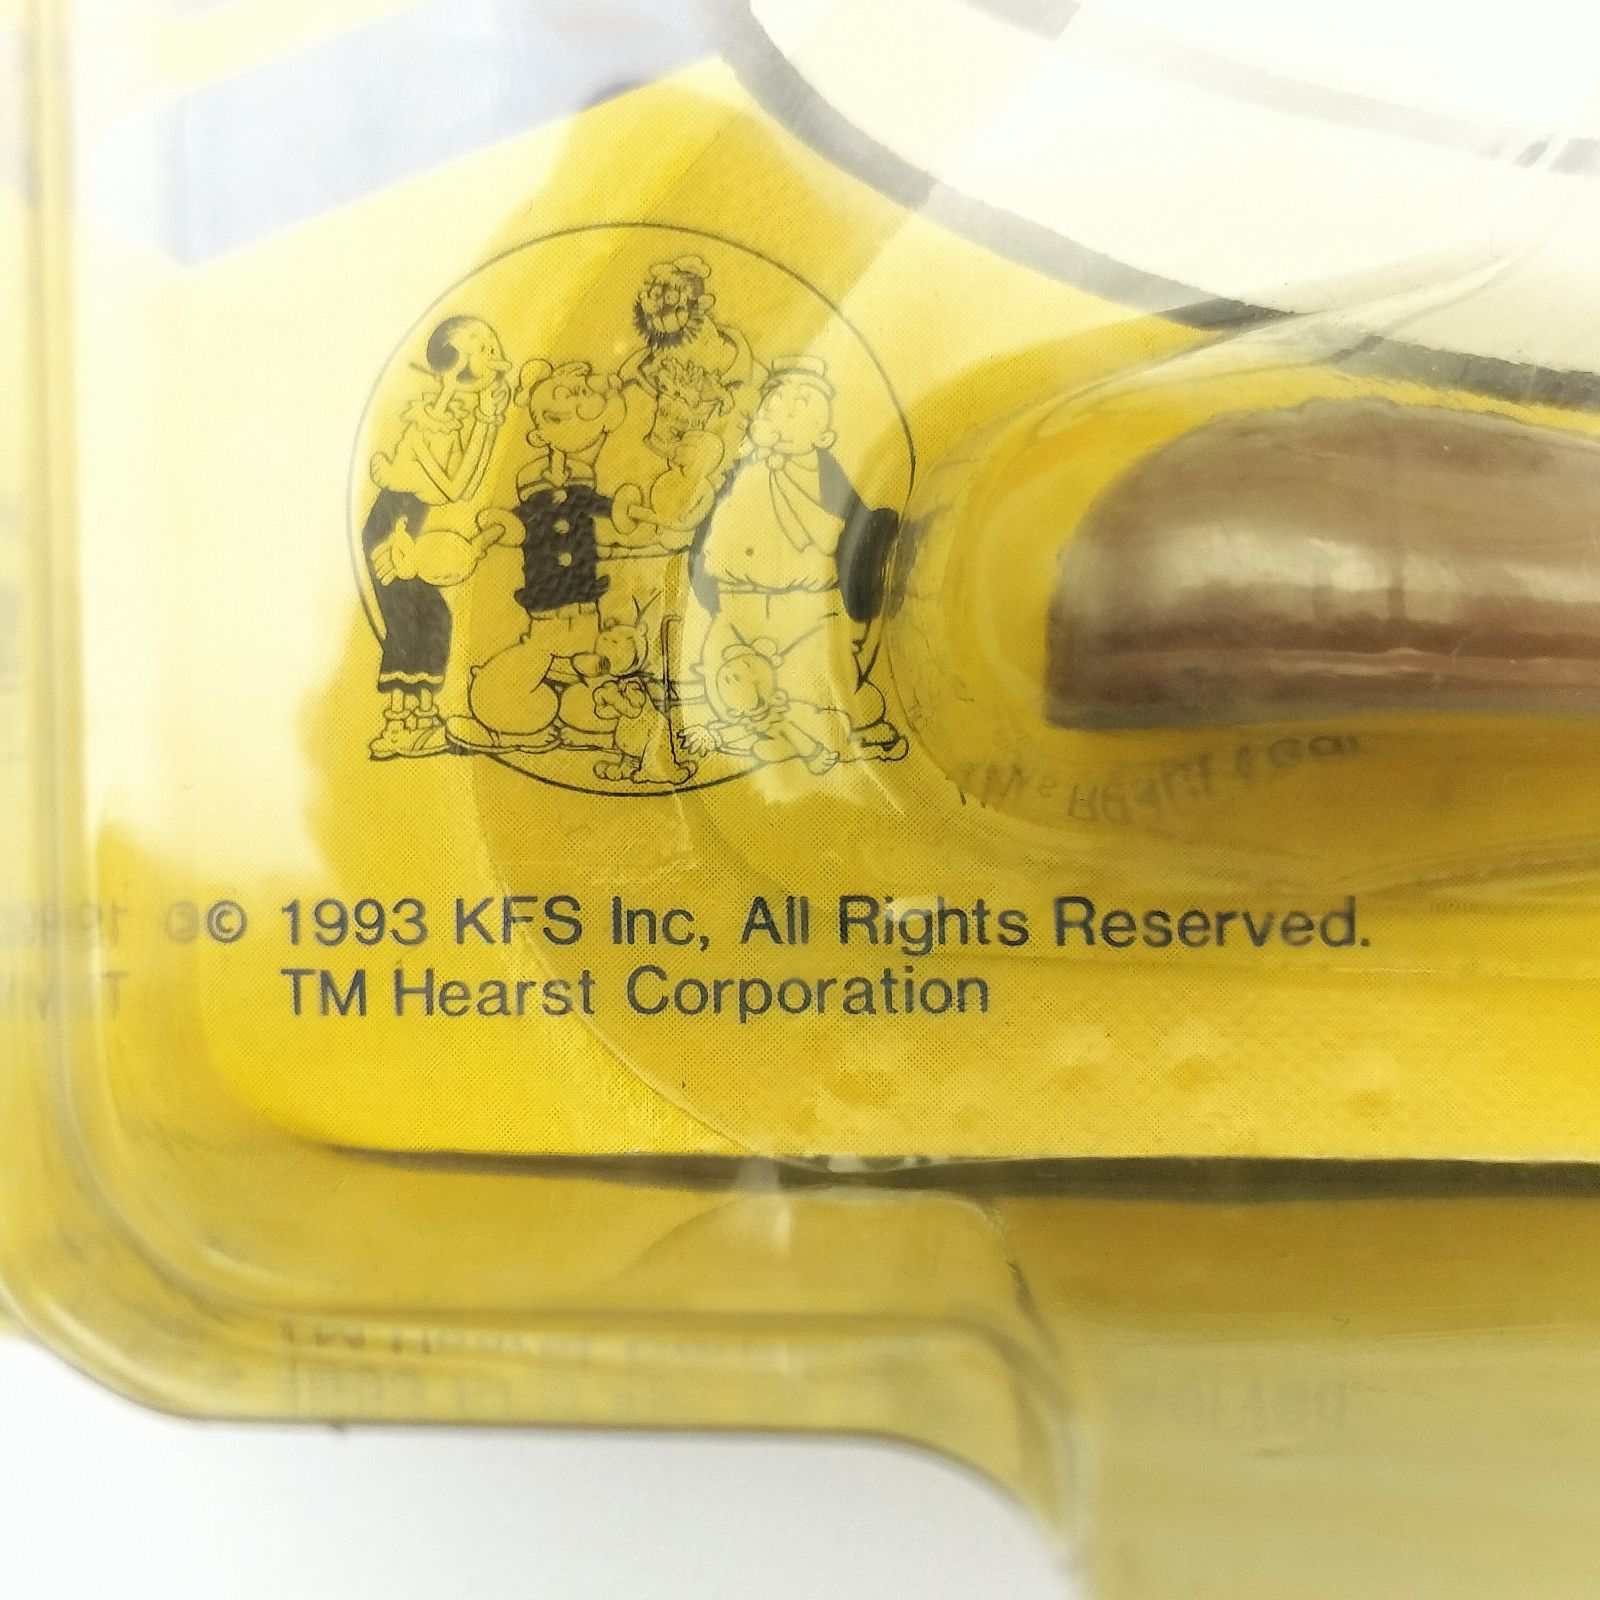 © 1993 KFS Inc, All Rights Reserved.
TM Hearst Corporation